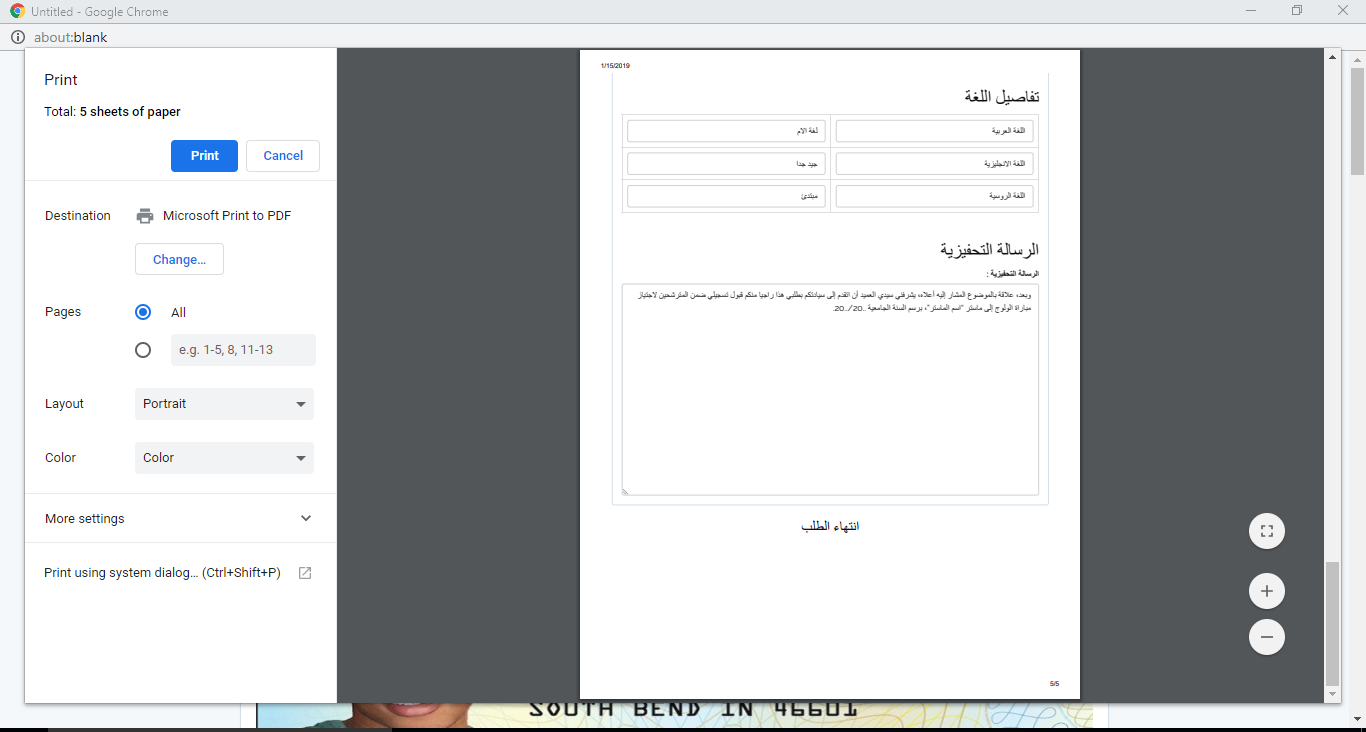 Untitled - Google Chrome
about:blank
Print
Total: 5 sheets of paper
Print Cancel
Destination Microsoft Print to PDF
Change...
Pages All
e.g. 1-5, 8, 11-13
Layout Portrait
Color Color
More settings
Print using system dialog... (Ctrl+Shift+P)
1/15/2019
تفاصيل اللغة
اللغة العربية لغة الام
اللغة الانجليزية جيد جدا
اللغة الروسية مبتدئ
الرسالة التحفيزية
الرسالة التحفيزية :
وبعد، علاقة بالموضوع المشار إليه أعلاه، يشرفني سيدي العميد أن اتقدم إلى سيادتكم بطلبي هذا راجيا منكم قبول تسجيلي ضمن المترشحين لاجتياز
مباراة الولوج إلى ماستر "اسم الماستر"، برسم السنة الجامعية ..20/..20.
انتهاء الطلب
5/5
SOUTH BEND IN 46601